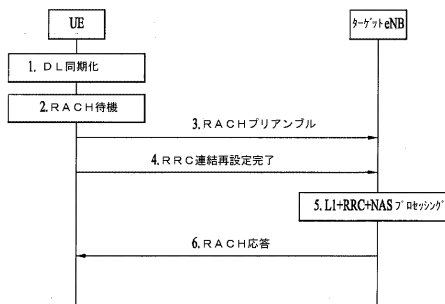 UE
ターゲットeNB
1. DL同期化
2.RACH待機
3.RACHプリアンブル
4.RRC連結再設定完了
5.L1+RRC+NASプロセッシング
6.RACH応答